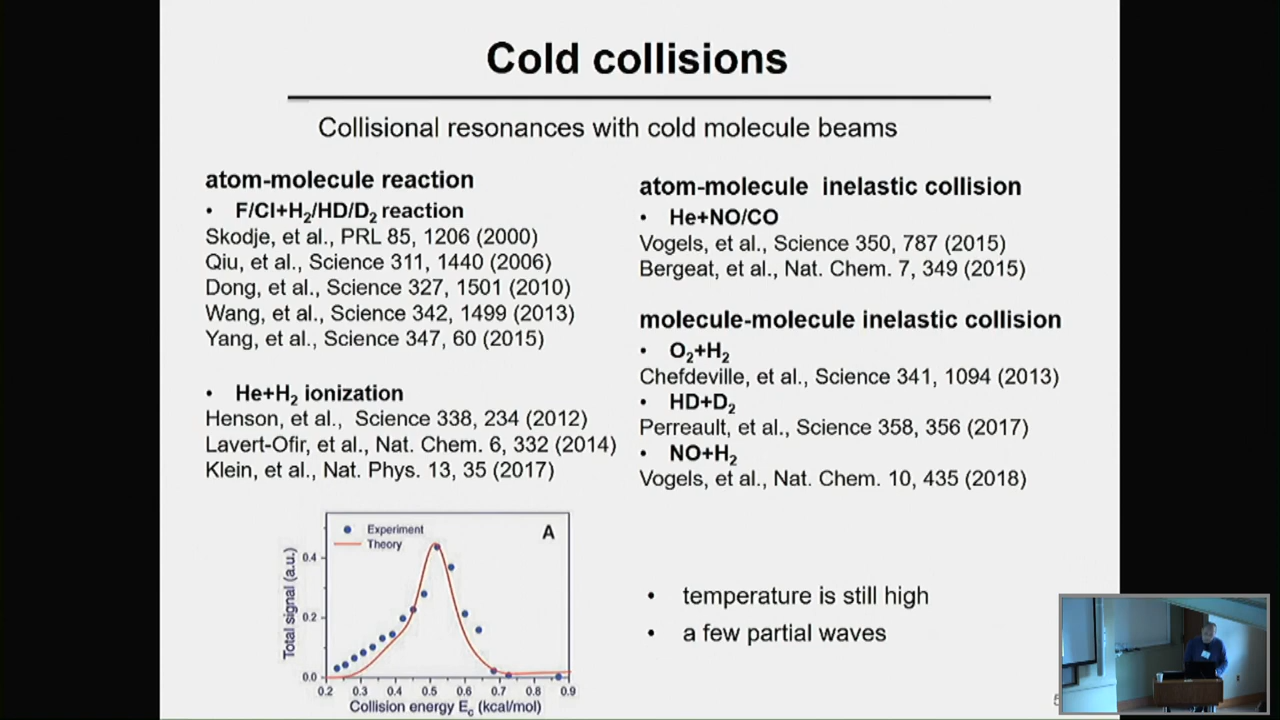 Cold collisions
Collisional resonances with cold molecule beams
atom-molecule reaction
• F/Cl+H₂/HD/D₂ reaction
Skodje, et al., PRL 85, 1206 (2000)
Qiu, et al., Science 311, 1440 (2006)
Dong, et al., Science 327, 1501 (2010)
Wang, et al., Science 342, 1499 (2013)
Yang, et al., Science 347, 60 (2015)
• He+H₂ ionization
Henson, et al., Science 338, 234 (2012)
Lavert-Ofir, et al., Nat. Chem. 6, 332 (2014)
Klein, et al., Nat. Phys. 13, 35 (2017)
atom-molecule inelastic collision
• He+NO/CO
Vogels, et al., Science 350, 787 (2015)
Bergeat, et al., Nat. Chem. 7, 349 (2015)
molecule-molecule inelastic collision
• O₂+H₂
Chefdeville, et al., Science 341, 1094 (2013)
• HD+D₂
Perreault, et al., Science 358, 356 (2017)
• NO+H₂
Vogels, et al., Nat. Chem. 10, 435 (2018)
Experiment
Theory
A
Total signal (a.u.)
0.4
0.2
0.0
0.2 0.3 0.4 0.5 0.6 0.7 0.8 0.9
Collision energy E_c (kcal/mol)
• temperature is still high
• a few partial waves